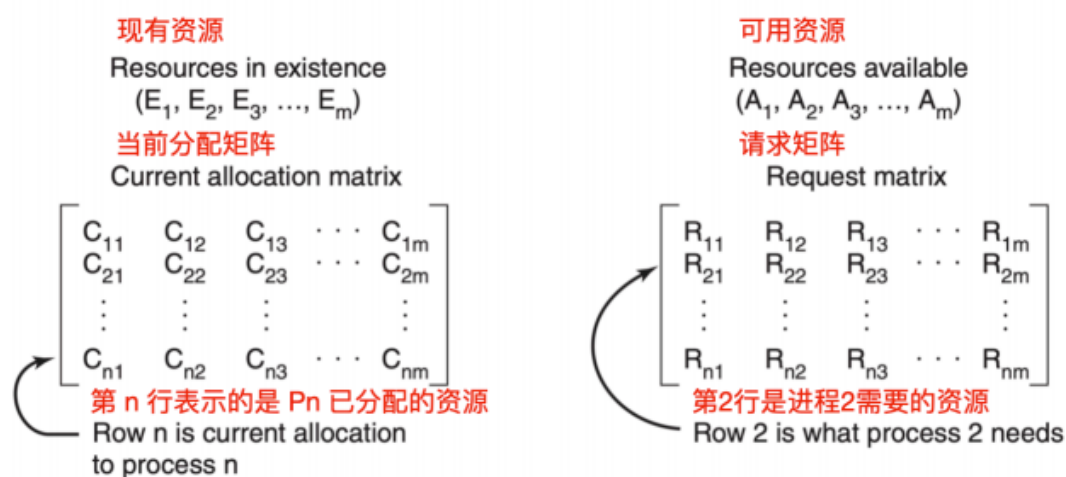 现有资源
Resources in existence
(E₁, E₂, E₃, …, Eₘ)
当前分配矩阵
Current allocation matrix
C₁₁ C₁₂ C₁₃ · · · C₁ₘ
C₂₁ C₂₂ C₂₃ · · · C₂ₘ
⋮ ⋮ ⋮ ⋮
Cₙ₁ Cₙ₂ Cₙ₃ · · · Cₙₘ
第 n 行表示的是 Pn 已分配的资源
Row n is current allocation
to process n
可用资源
Resources available
(A₁, A₂, A₃, …, Aₘ)
请求矩阵
Request matrix
R₁₁ R₁₂ R₁₃ · · · R₁ₘ
R₂₁ R₂₂ R₂₃ · · · R₂ₘ
⋮ ⋮ ⋮ ⋮
Rₙ₁ Rₙ₂ Rₙ₃ · · · Rₙₘ
第2行是进程2需要的资源
Row 2 is what process 2 needs